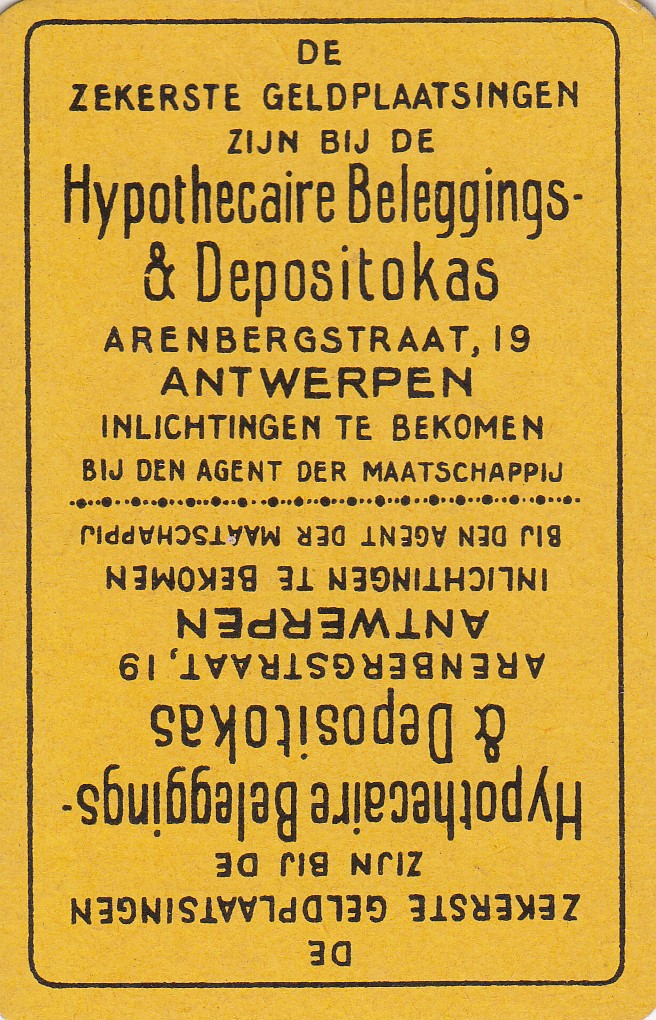 DE
ZEKERSTE GELDPLAATSINGEN
ZIJN BIJ DE
Hypothecaire Beleggings-
& Depositokas
ARENBERGSTRAAT, 19
ANTWERPEN
INLICHTINGEN TE BEKOMEN
BIJ DEN AGENT DER MAATSCHAPPIJ
DE
ZEKERSTE GELDPLAATSINGEN
ZIJN BIJ DE
Hypothecaire Beleggings-
& Depositokas
ARENBERGSTRAAT, 19
ANTWERPEN
INLICHTINGEN TE BEKOMEN
BIJ DEN AGENT DER MAATSCHAPPIJ